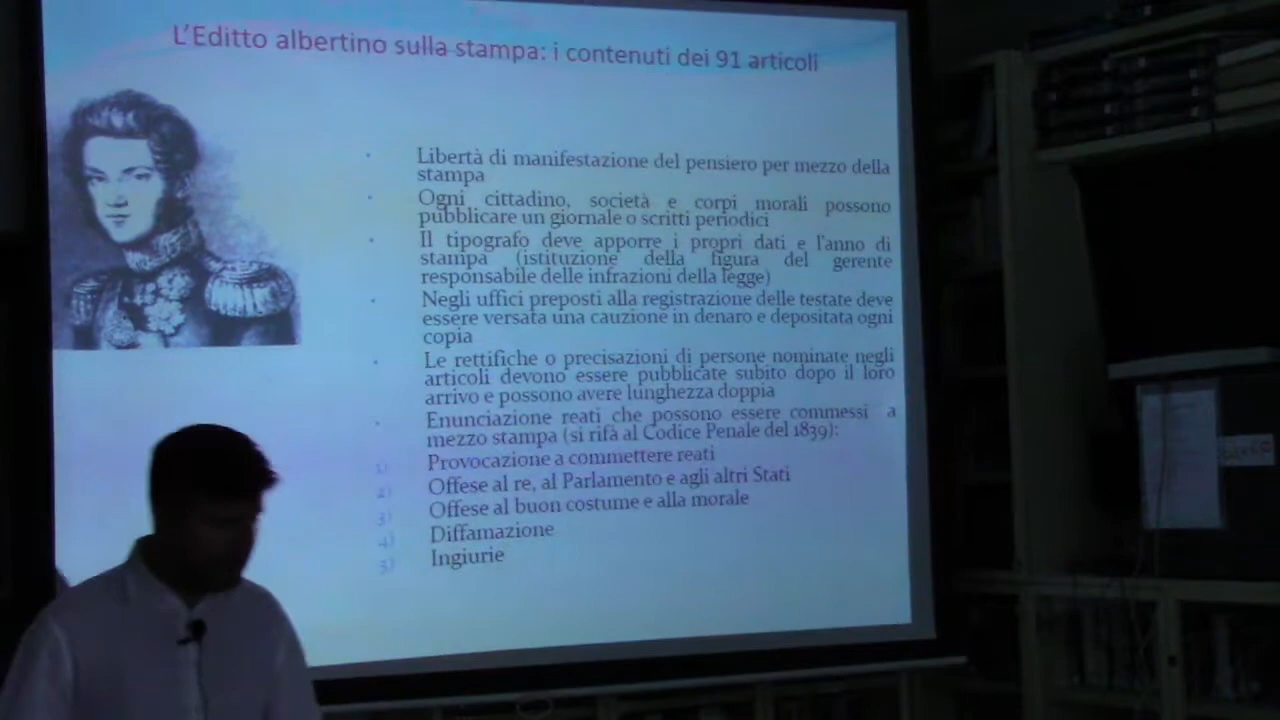 L'Editto albertino sulla stampa: i contenuti dei 91 articoli
• Libertà di manifestazione del pensiero per mezzo della
stampa
• Ogni cittadino, società e corpi morali possono
pubblicare un giornale o scritti periodici
• Il tipografo deve apporre i propri dati e l'anno di
stampa (istituzione della figura del gerente
responsabile delle infrazioni della legge)
• Negli uffici preposti alla registrazione delle testate deve
essere versata una cauzione in denaro e depositata ogni
copia
• Le rettifiche o precisazioni di persone nominate negli
articoli devono essere pubblicate subito dopo il loro
arrivo e possono avere lunghezza doppia
• Enunciazione reati che possono essere commessi a
mezzo stampa (si rifà al Codice Penale del 1839):
1) Provocazione a commettere reati
2) Offese al re, al Parlamento e agli altri Stati
3) Offese al buon costume e alla morale
4) Diffamazione
5) Ingiurie